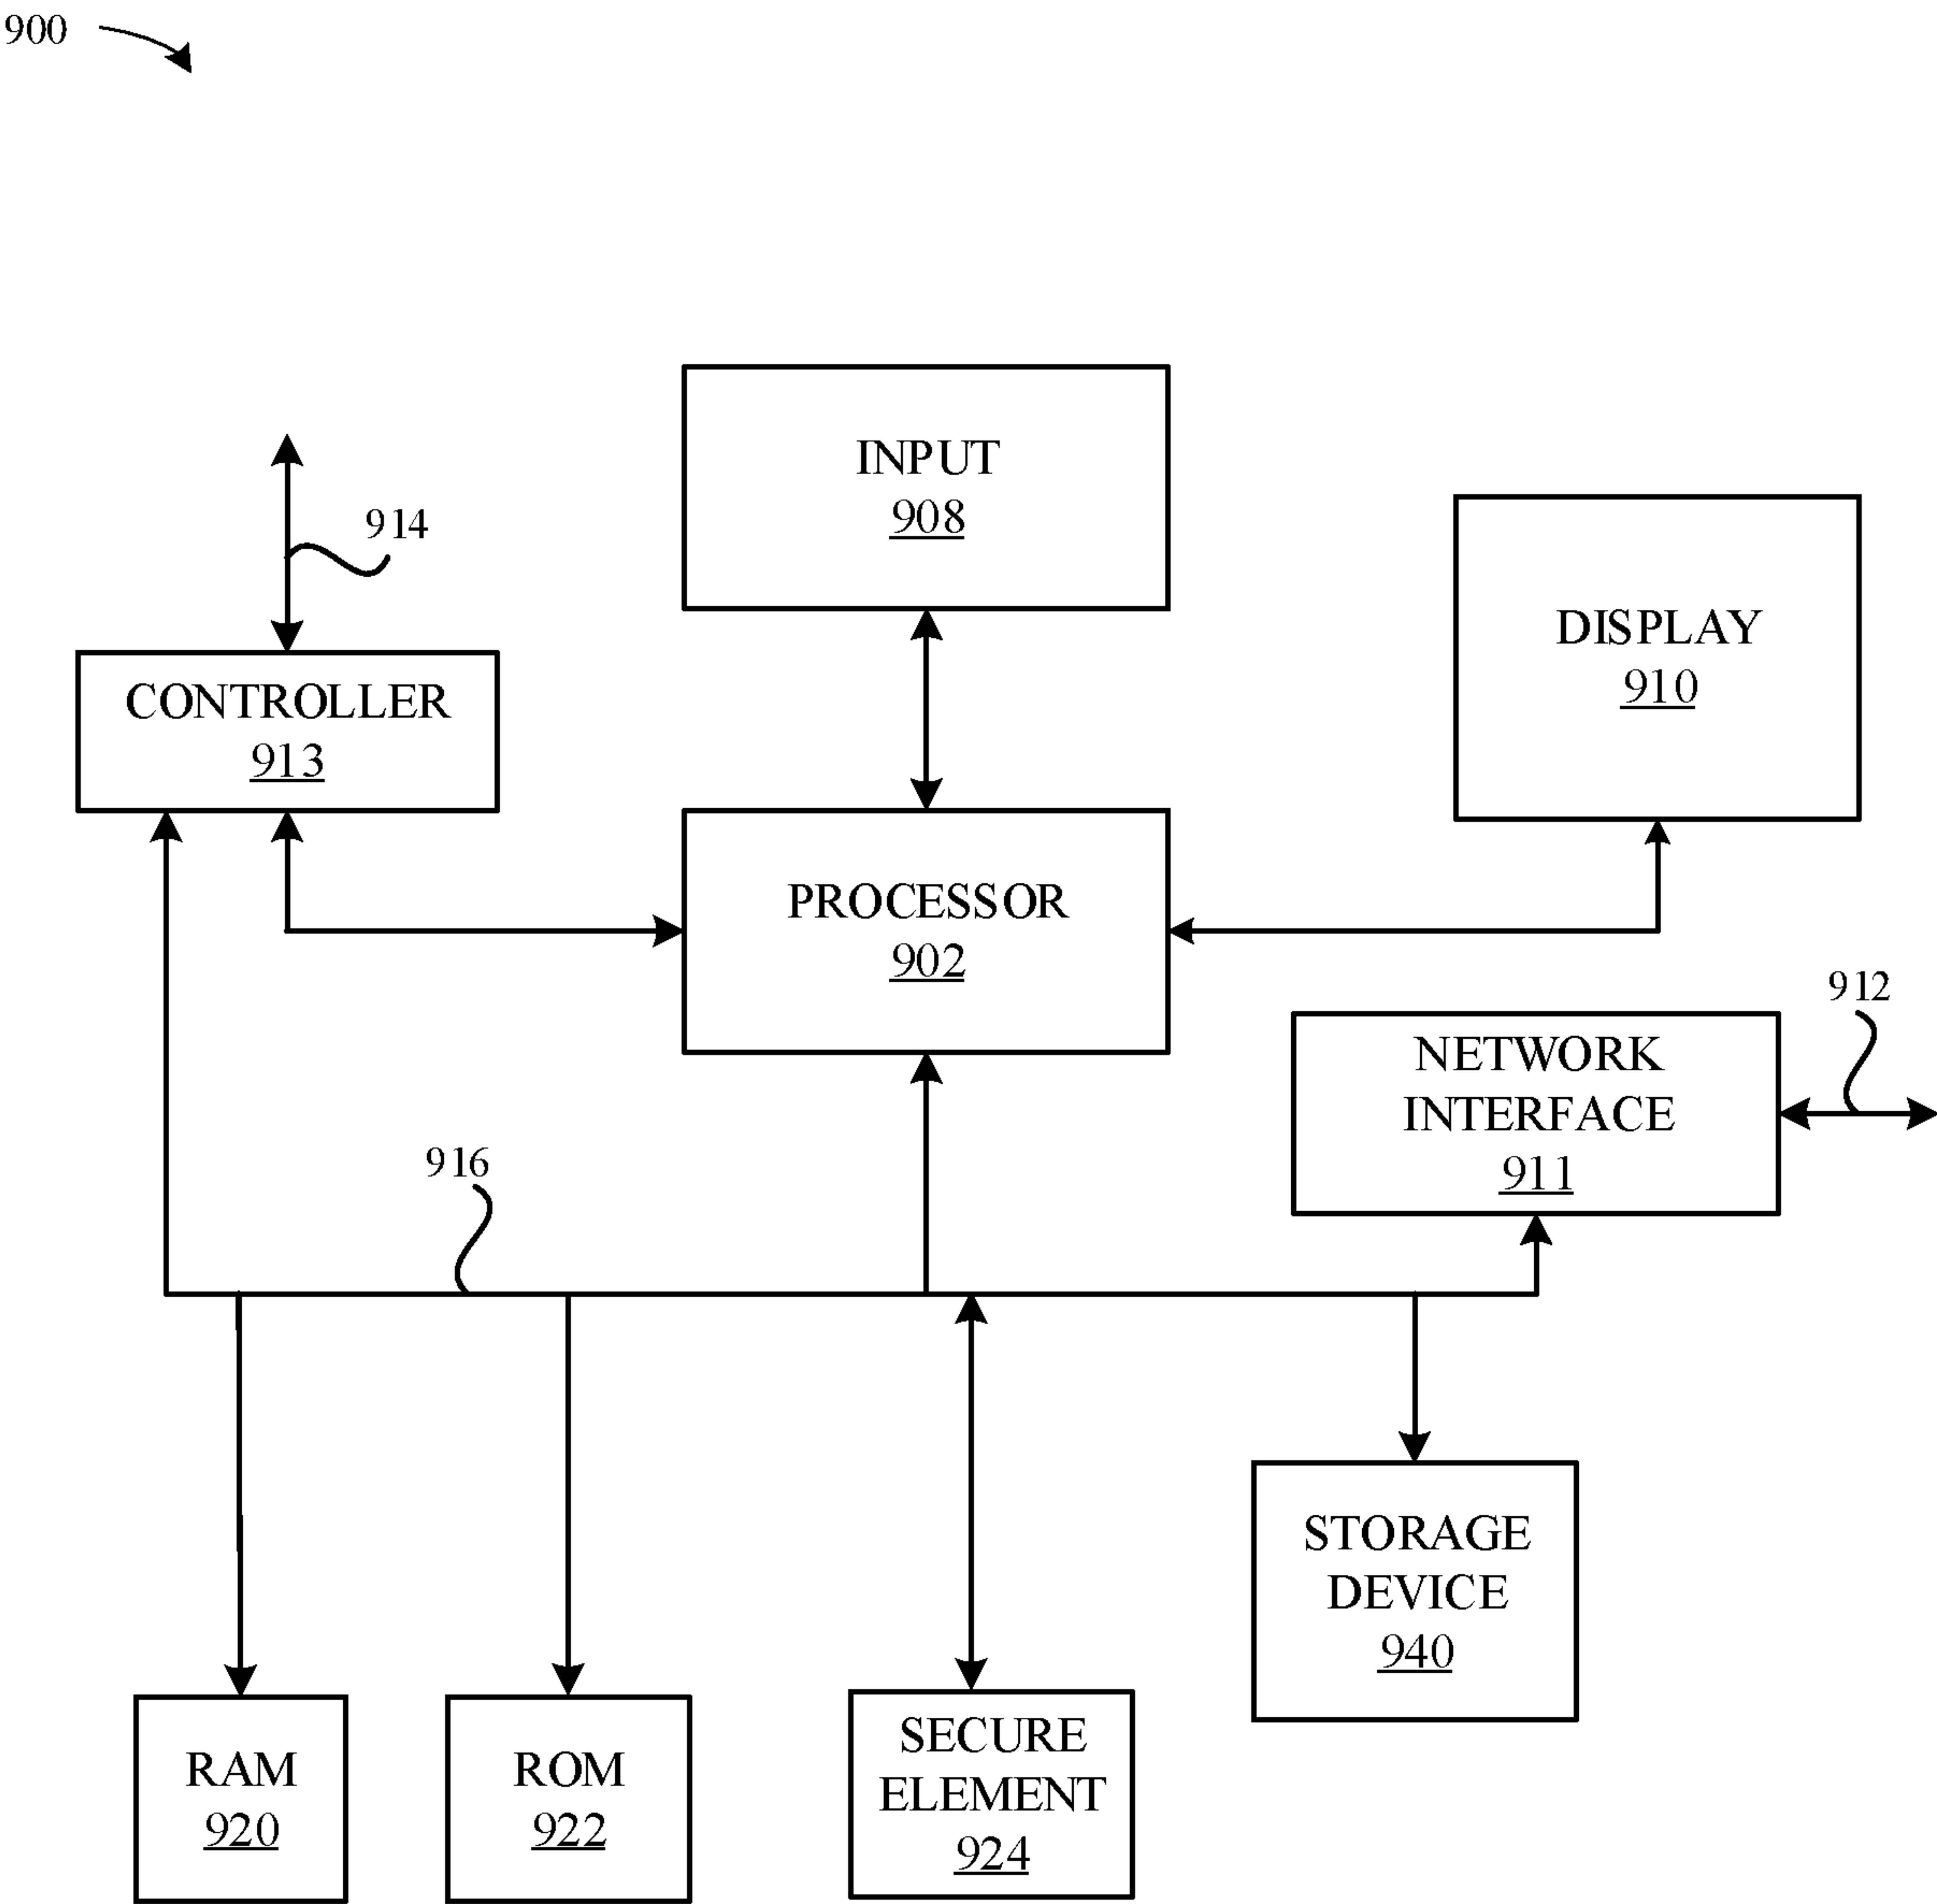 900
INPUT
908
914
DISPLAY
910
CONTROLLER
913
PROCESSOR
902
912
NETWORK
INTERFACE
911
916
STORAGE
DEVICE
940
RAM
920
ROM
922
SECURE
ELEMENT
924